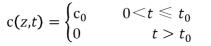 c(z,t) = { c₀  0 < t ⩽ t₀
0  t > t₀